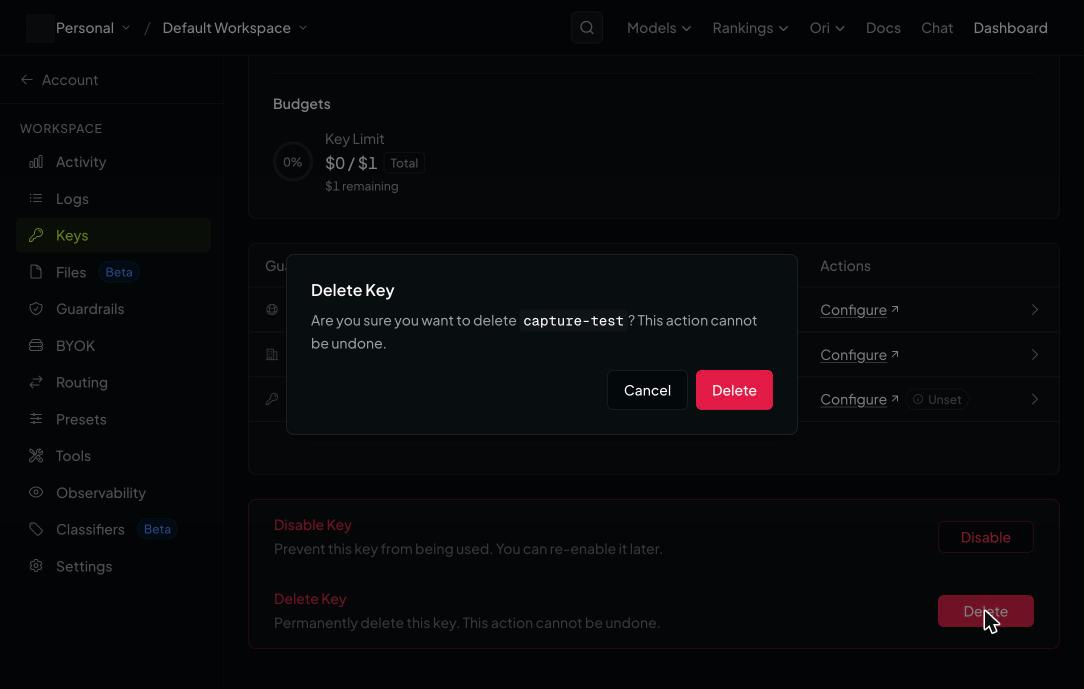 Personal / Default Workspace
Models Rankings Ori Docs Chat Dashboard
Account
WORKSPACE
Activity
Logs
Keys
Files Beta
Guardrails
BYOK
Routing
Presets
Tools
Observability
Classifiers Beta
Settings
Budgets
0%
Key Limit
$0 / $1 Total
$1 remaining
Actions
Configure
Configure
Configure Unset
Delete Key
Are you sure you want to delete capture-test ? This action cannot
be undone.
Cancel Delete
Disable Key
Prevent this key from being used. You can re-enable it later.
Disable
Delete Key
Permanently delete this key. This action cannot be undone.
Delete